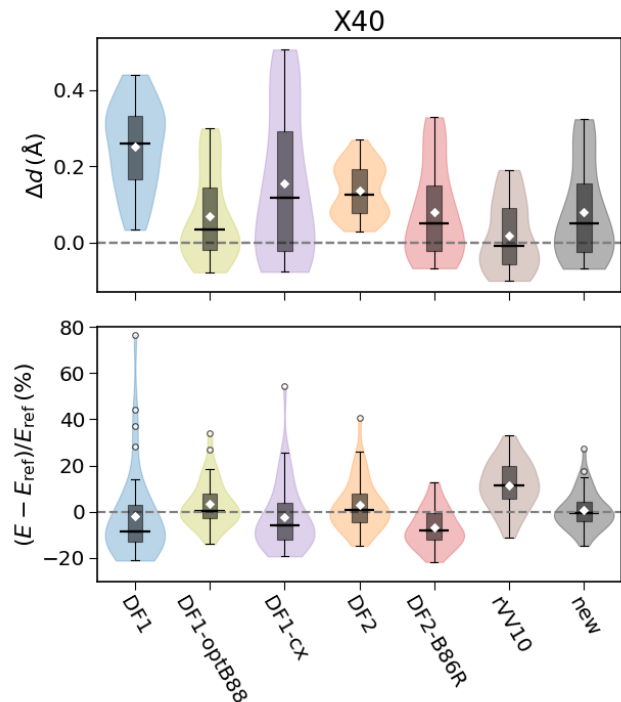 X40
Δd (Å)
0.4
0.2
0.0
(E − E_ref)/E_ref (%)
80
60
40
20
0
−20
DF1
DF1-optB88
DF1-cx
DF2
DF2-B86R
rVV10
new